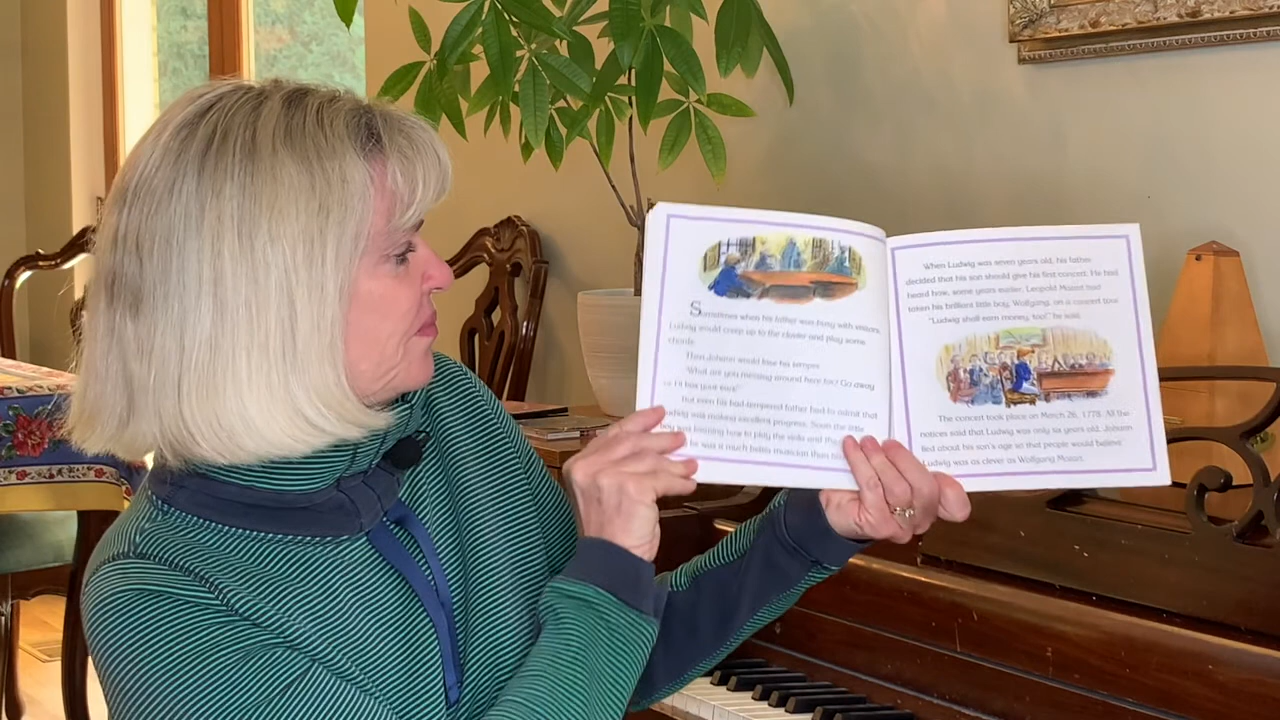 Sometimes when his father was busy with visitors,
Ludwig would creep up to the clavier and play some
chords.
Then Johann would lose his temper.
"What are you messing around here for? Go away
or I'll box your ears!"
But even his bad-tempered father had to admit that
Ludwig was making excellent progress. Soon the little
boy was learning how to play the viola and the
he was a much better musician than his
When Ludwig was seven years old, his father
decided that his son should give his first concert. He had
heard how, some years earlier, Leopold Mozart had
taken his brilliant little boy, Wolfgang, on a concert tour.
"Ludwig shall earn money, too!" he said.
The concert took place on March 26, 1778. All the
notices said that Ludwig was only six years old. Johann
lied about his son's age so that people would believe
Ludwig was as clever as Wolfgang Mozart.